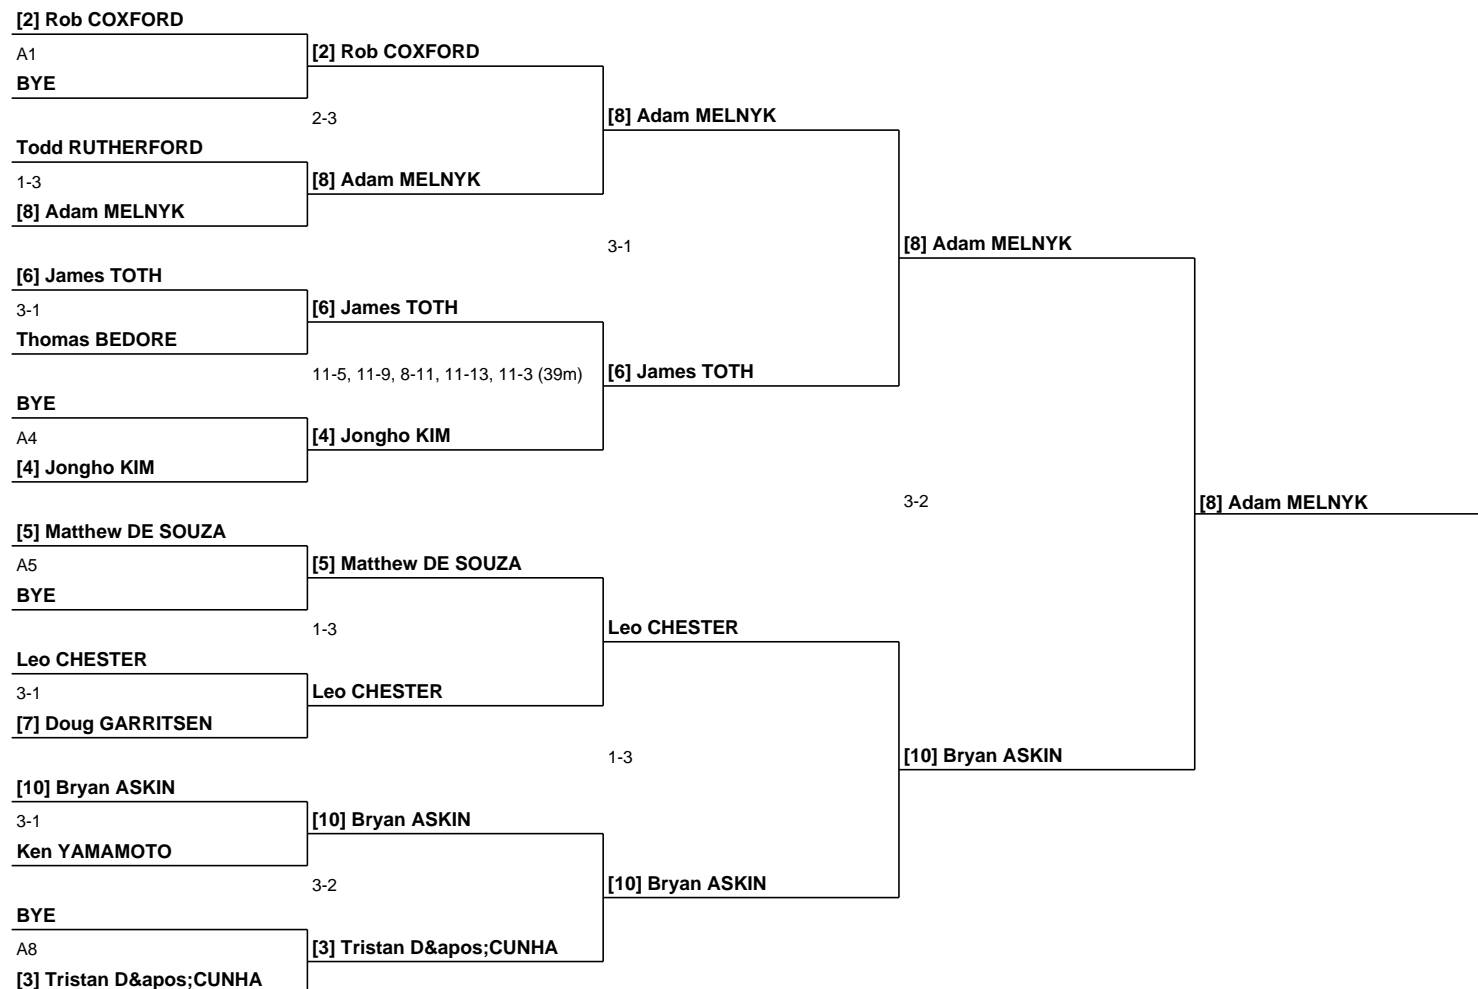 [2] Rob COXFORD
A1
BYE
Todd RUTHERFORD
1-3
[8] Adam MELNYK
[6] James TOTH
3-1
Thomas BEDORE
BYE
A4
[4] Jongho KIM
[5] Matthew DE SOUZA
A5
BYE
Leo CHESTER
3-1
[7] Doug GARRITSEN
[10] Bryan ASKIN
3-1
Ken YAMAMOTO
BYE
A8
[3] Tristan D&apos;CUNHA
[2] Rob COXFORD
2-3
[8] Adam MELNYK
[6] James TOTH
11-5, 11-9, 8-11, 11-13, 11-3 (39m)
[4] Jongho KIM
[5] Matthew DE SOUZA
1-3
Leo CHESTER
[10] Bryan ASKIN
3-2
[3] Tristan D&apos;CUNHA
[8] Adam MELNYK
3-1
[6] James TOTH
Leo CHESTER
1-3
[10] Bryan ASKIN
[8] Adam MELNYK
3-2
[10] Bryan ASKIN
[8] Adam MELNYK